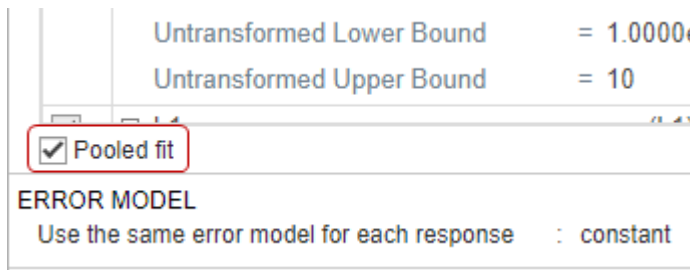 Untransformed Lower Bound = 1.0000
Untransformed Upper Bound = 10
Pooled fit
ERROR MODEL
Use the same error model for each response : constant